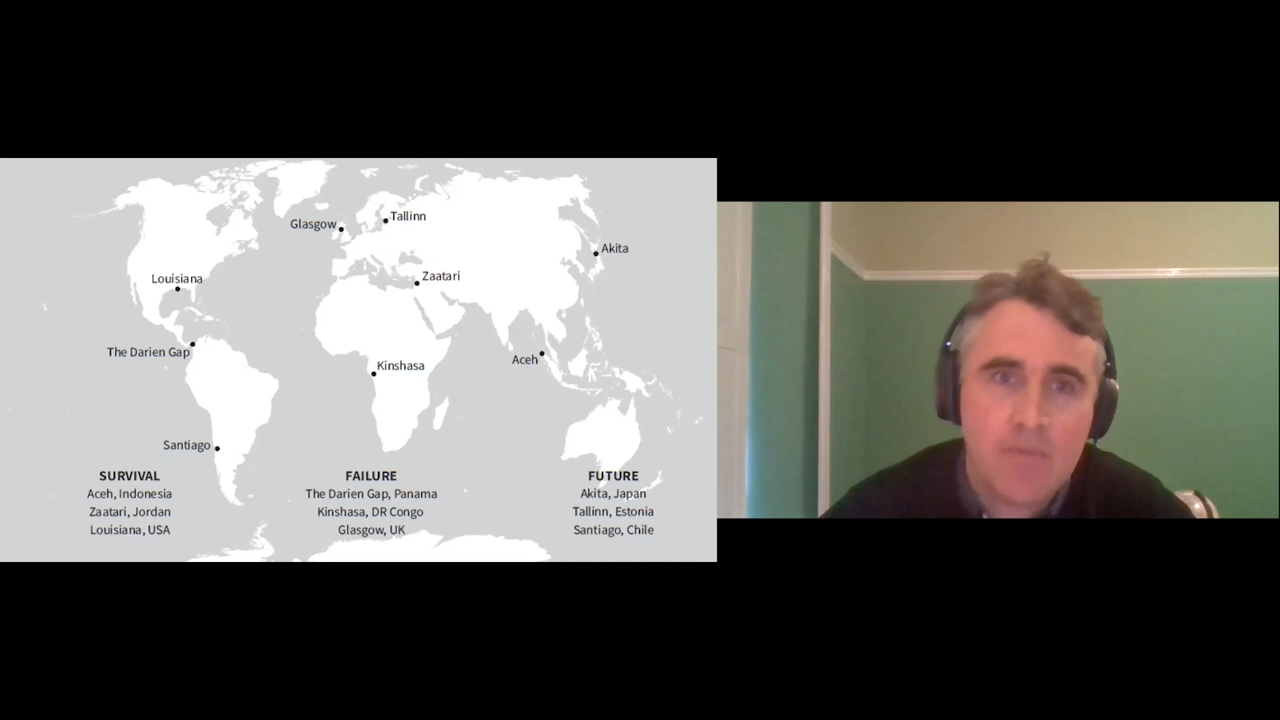 Glasgow
Tallinn
Akita
Louisiana
Zaatari
The Darien Gap
Aceh
Kinshasa
Santiago
SURVIVAL
Aceh, Indonesia
Zaatari, Jordan
Louisiana, USA
FAILURE
The Darien Gap, Panama
Kinshasa, DR Congo
Glasgow, UK
FUTURE
Akita, Japan
Tallinn, Estonia
Santiago, Chile